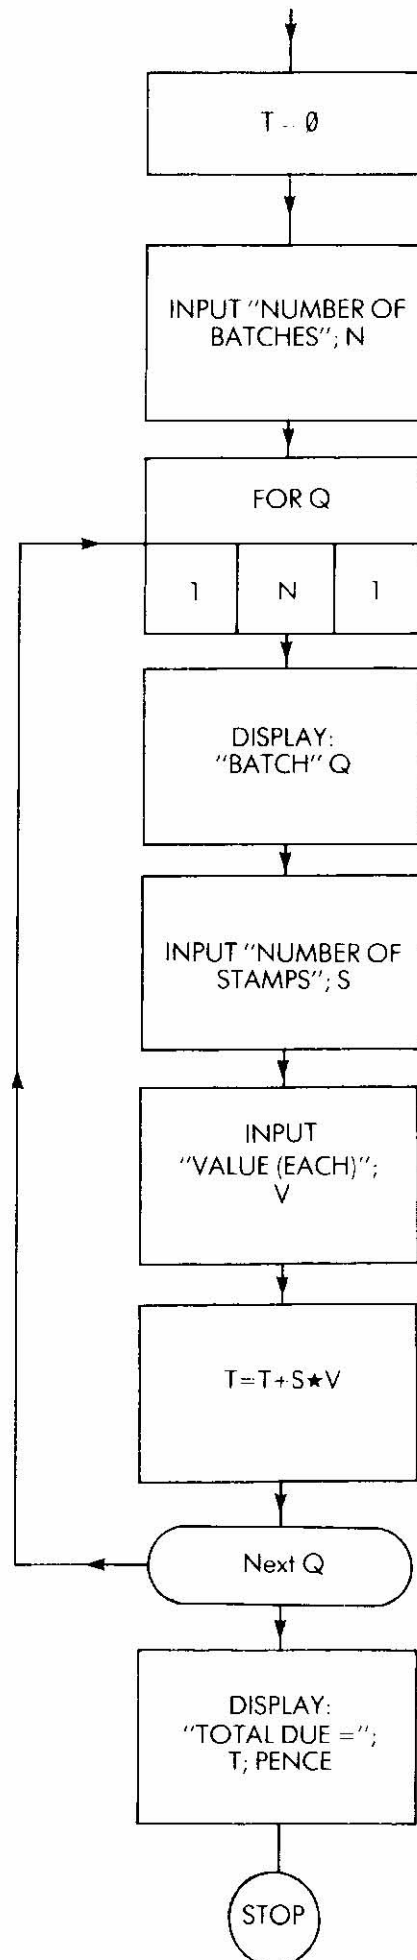 T = 0
INPUT "NUMBER OF
BATCHES"; N
FOR Q
1 N 1
DISPLAY:
"BATCH" Q
INPUT "NUMBER OF
STAMPS"; S
INPUT
"VALUE (EACH)";
V
T=T+S★V
Next Q
DISPLAY:
"TOTAL DUE =";
T; PENCE
STOP